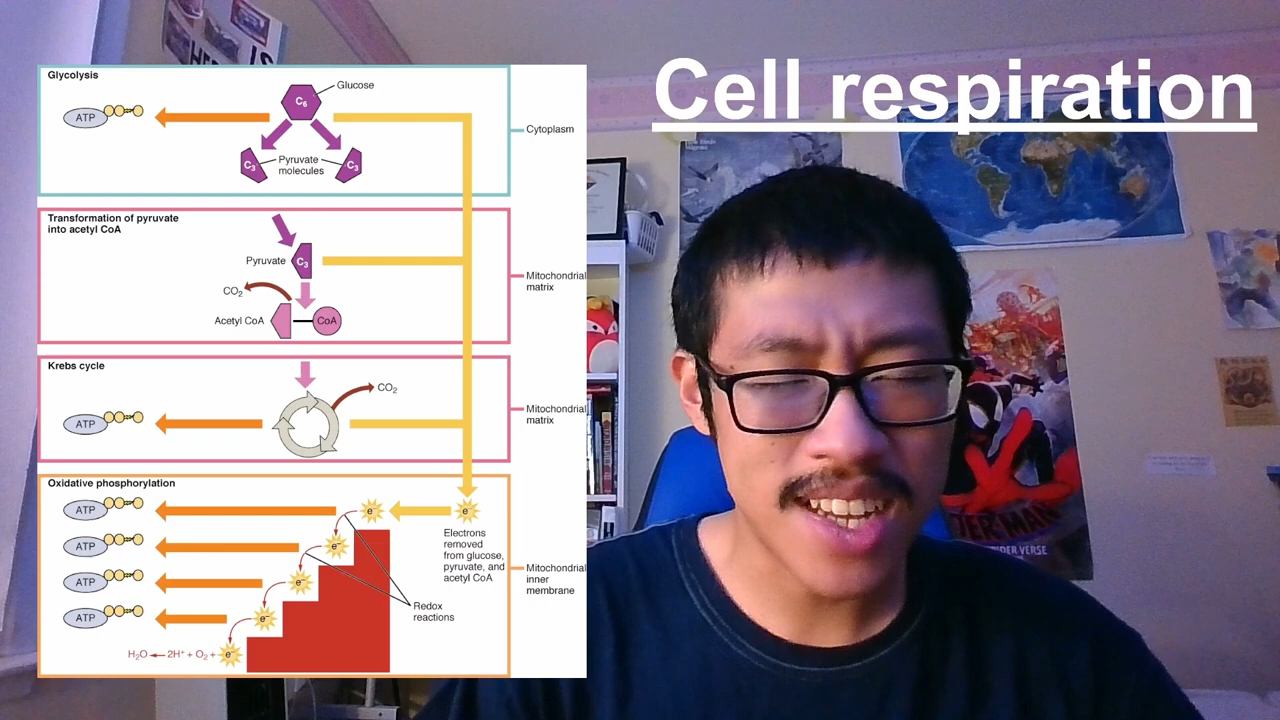 Cell respiration
Glycolysis
Glucose
C6
ATP
C3
C3
Pyruvate
molecules
Cytoplasm
Transformation of pyruvate
into acetyl CoA
Pyruvate
C3
CO2
Acetyl CoA
CoA
Mitochondrial
matrix
Krebs cycle
CO2
ATP
Mitochondrial
matrix
Oxidative phosphorylation
ATP
e-
e-
Electrons
removed
from glucose,
pyruvate, and
acetyl CoA
ATP
e-
ATP
e-
Mitochondrial
inner
membrane
Redox
reactions
ATP
e-
H2O
2H+ + O2 +
e-